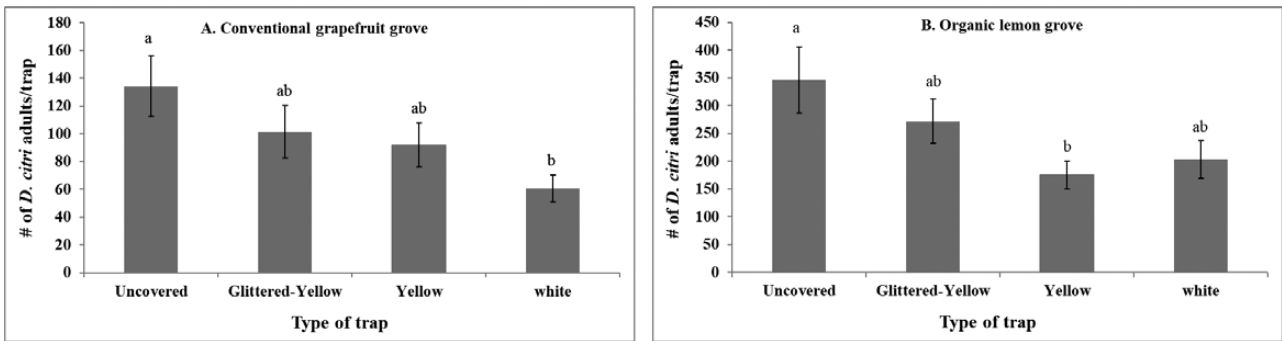 A. Conventional grapefruit grove
# of D. citri adults/trap
180
160
140
120
100
80
60
40
20
0
a
ab
ab
b
Uncovered Glittered-Yellow Yellow white
Type of trap
B. Organic lemon grove
# of D. citri adults/trap
450
400
350
300
250
200
150
100
50
0
a
ab
b
ab
Uncovered Glittered-Yellow Yellow white
Type of trap